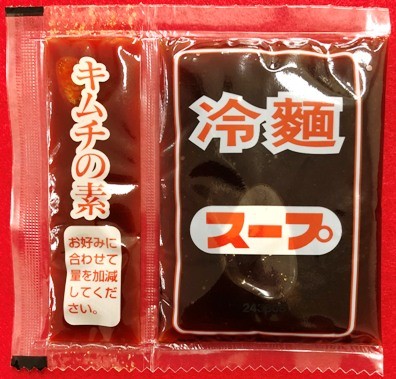 キムチの素
お好みに
合わせて
量を加減
してくだ
さい。
冷麺
スープ